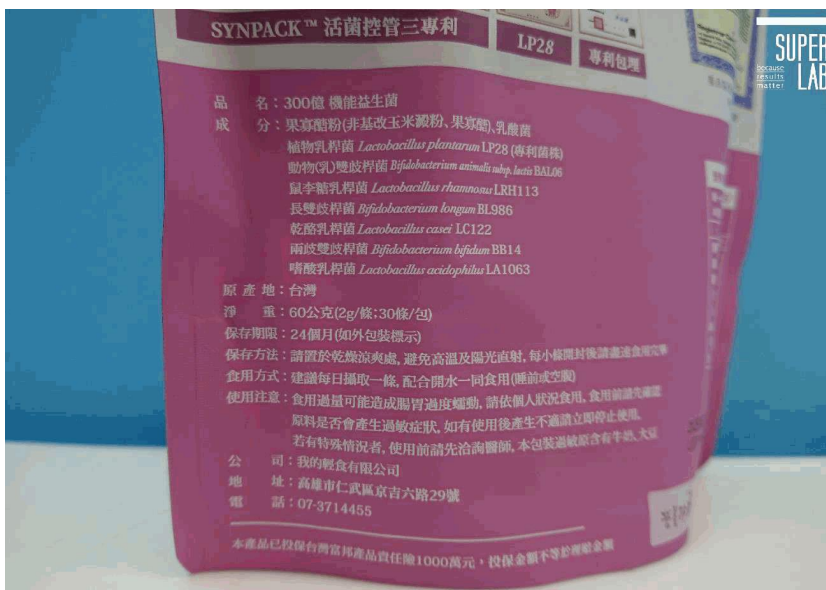 SYNPACK™ 活菌控管三專利
LP28
專利包埋
SUPER LAB
because results matter
品 名：300億 機能益生菌
成 分：果寡醣粉(非基改玉米澱粉、果寡醣)、乳酸菌
植物乳桿菌 Lactobacillus plantarum LP28 (專利菌株)
動物(乳)雙歧桿菌 Bifidobacterium animalis subsp. lactis BAL06
鼠李糖乳桿菌 Lactobacillus rhamnosus LRH113
長雙歧桿菌 Bifidobacterium longum BL986
乾酪乳桿菌 Lactobacillus casei LC122
兩歧雙歧桿菌 Bifidobacterium bifidum BB14
嗜酸乳桿菌 Lactobacillus acidophilus LA1063
原 產 地：台灣
淨 重：60公克(2g/條;30條/包)
保存期限：24個月(如外包裝標示)
保存方法：請置於乾燥涼爽處, 避免高溫及陽光直射, 每小條開封後請盡速食用完畢
食用方式：建議每日攝取一條, 配合開水一同食用(睡前或空腹)
使用注意：食用過量可能造成腸胃過度蠕動, 請依個人狀況食用, 食用前請先確認
原料是否會產生過敏症狀, 如有使用後產生不適請立即停止使用,
若有特殊情況者, 使用前請先洽詢醫師, 本包裝過敏原含有牛奶、大豆
公 司：我的輕食有限公司
地 址：高雄市仁武區京吉六路29號
電 話：07-3714455
本產品已投保台灣富邦產品責任險1000萬元，投保金額不等於理賠金額